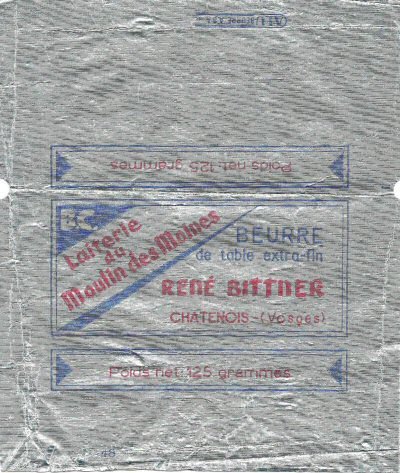 Poids net: 125 grammes
Laiterie
du
Moulin des Moines
BEURRE
de table extra-fin
RENÉ BITTNER
CHATENOIS-(Vosges)
Poids net: 125 grammes
48